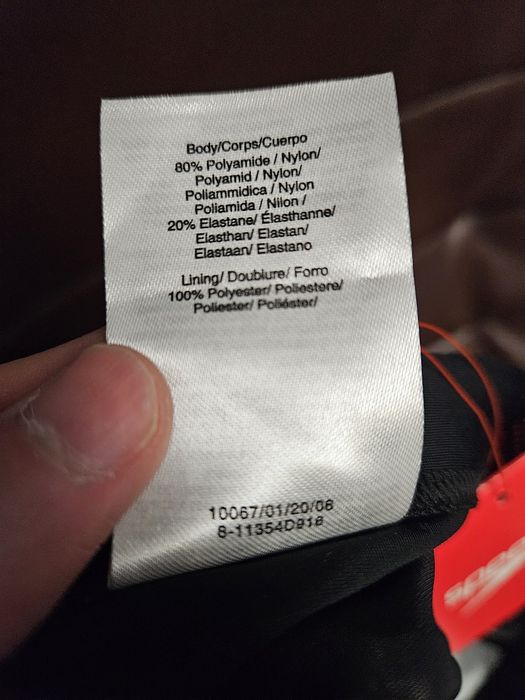 Body/Corps/Cuerpo
80% Polyamide / Nylon/
Polyamid / Nylon/
Poliammidica / Nylon
Poliamida / Nilon /
20% Elastane/ Élasthanne/
Elasthan/ Elastan/
Elastaan/ Elastano
Lining/ Doublure/ Forro
100% Polyester/ Poliestere/
Poliester/ Poliéster/
10067/01/20/06
8-11354D918